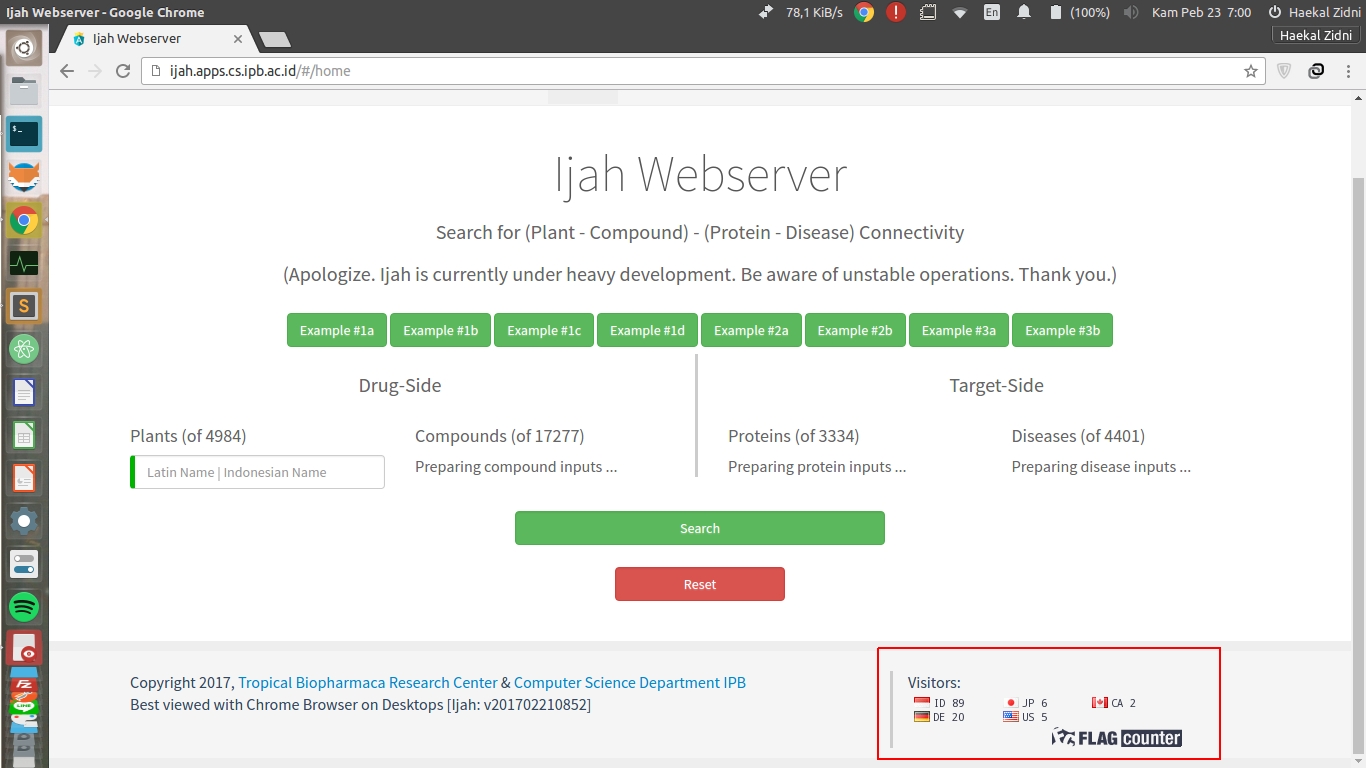 Ijah Webserver - Google Chrome
78,1 KiB/s
En
(100%)
Kam Peb 23 7:00
Haekal Zidni
Ijah Webserver
Haekal Zidni
ijah.apps.cs.ipb.ac.id/#/home
Ijah Webserver
Search for (Plant - Compound) - (Protein - Disease) Connectivity
(Apologize. Ijah is currently under heavy development. Be aware of unstable operations. Thank you.)
Example #1a Example #1b Example #1c Example #1d Example #2a Example #2b Example #3a Example #3b
Drug-Side
Target-Side
Plants (of 4984)
Compounds (of 17277)
Proteins (of 3334)
Diseases (of 4401)
Latin Name | Indonesian Name
Preparing compound inputs ...
Preparing protein inputs ...
Preparing disease inputs ...
Search
Reset
Copyright 2017, Tropical Biopharmaca Research Center & Computer Science Department IPB
Best viewed with Chrome Browser on Desktops [Ijah: v201702210852]
Visitors:
ID 89 JP 6 CA 2
DE 20 US 5
FLAG counter
S
FZ
LINE